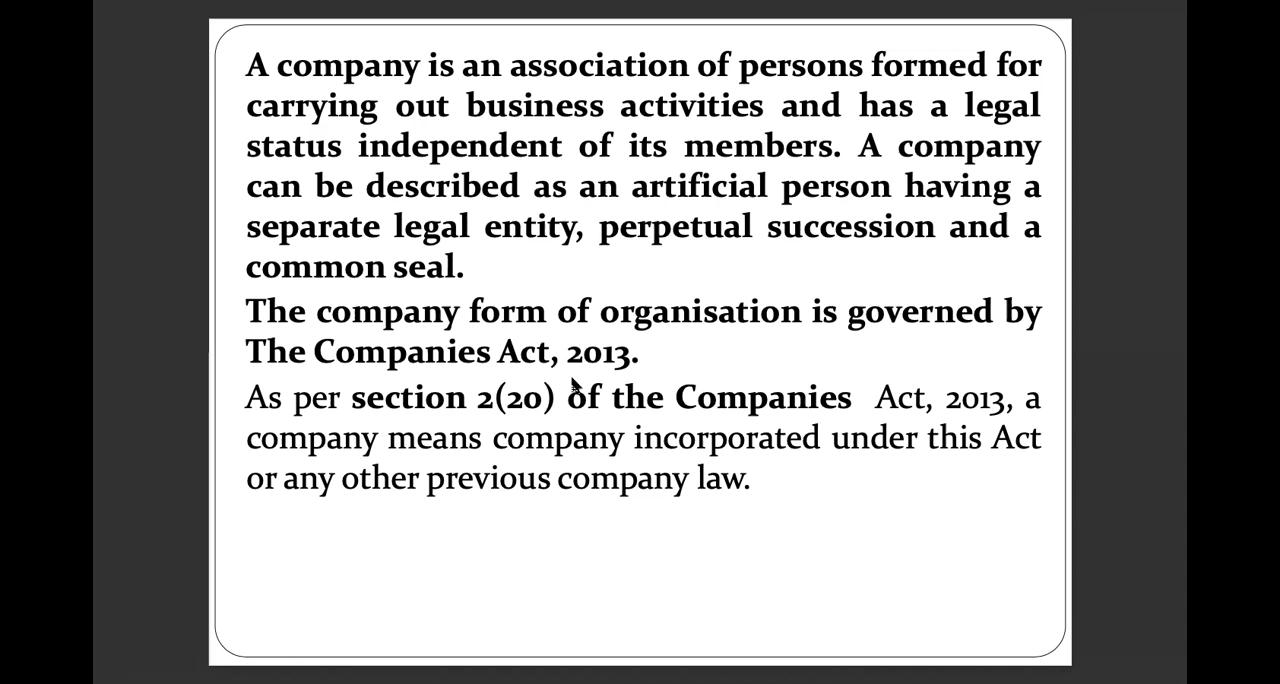 A company is an association of persons formed for
carrying out business activities and has a legal
status independent of its members. A company
can be described as an artificial person having a
separate legal entity, perpetual succession and a
common seal.
The company form of organisation is governed by
The Companies Act, 2013.
As per section 2(20) of the Companies Act, 2013, a
company means company incorporated under this Act
or any other previous company law.